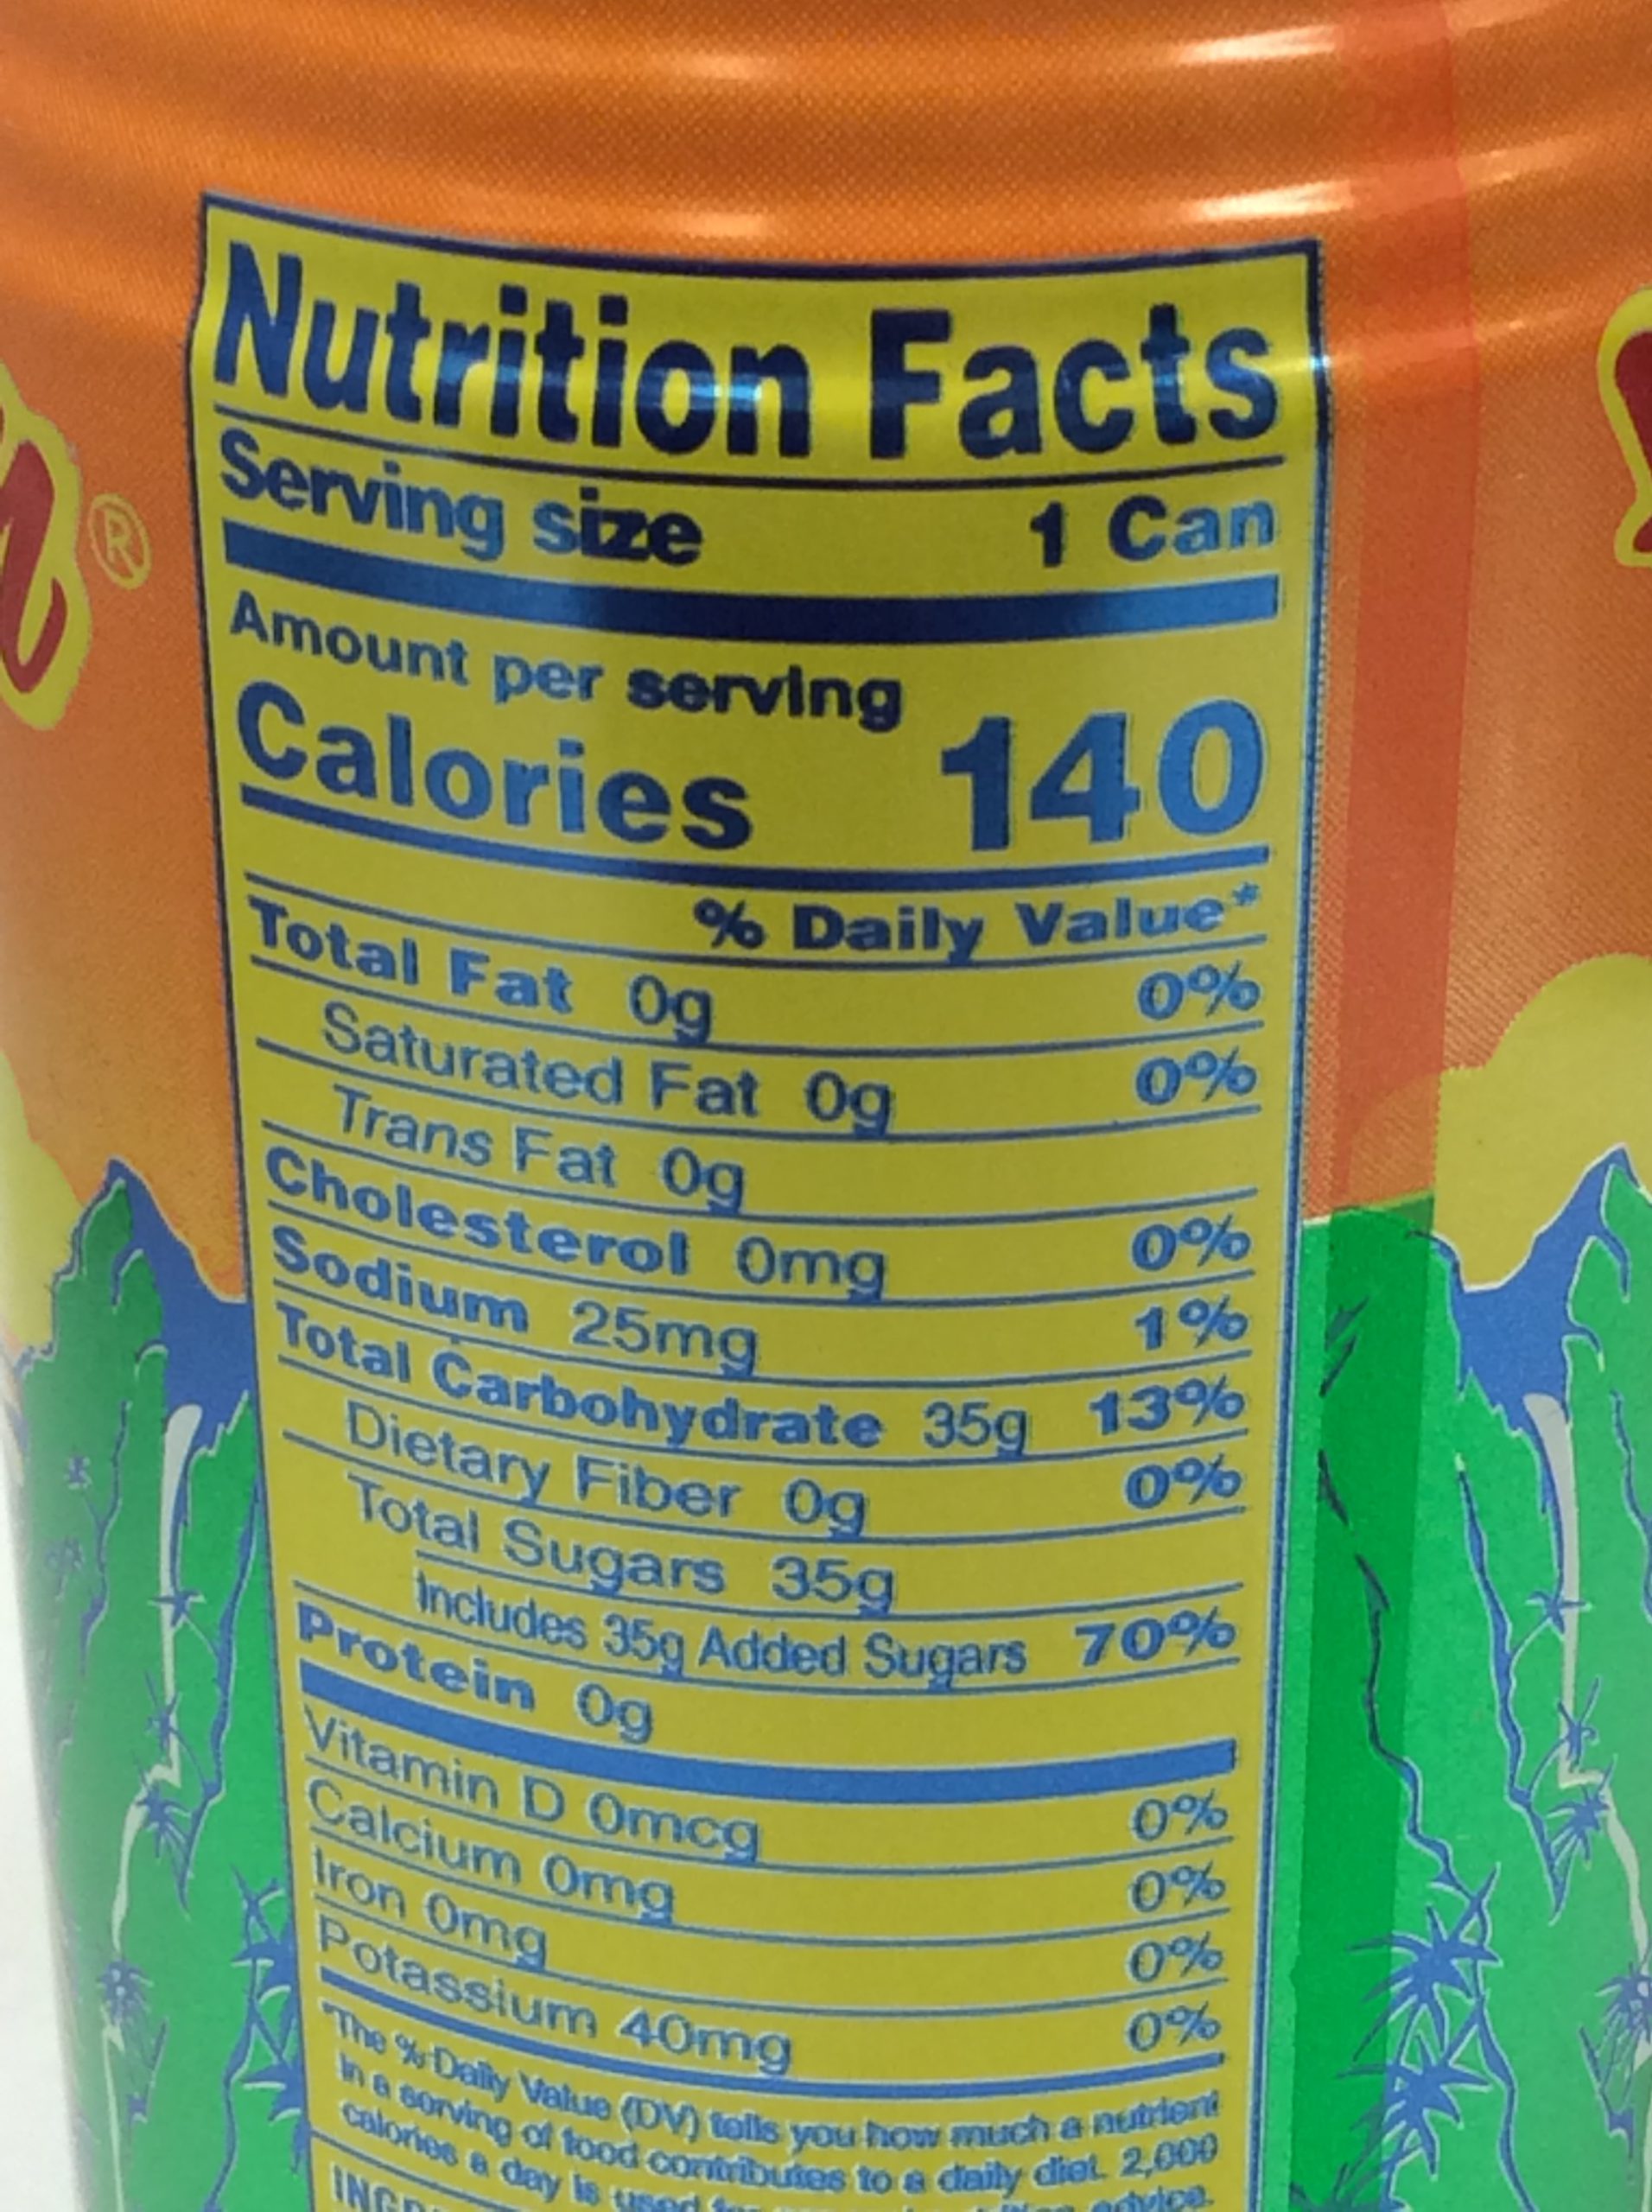 ®
Nutrition Facts
Serving size 1 Can
Amount per serving
Calories 140
% Daily Value*
Total Fat 0g 0%
Saturated Fat 0g 0%
Trans Fat 0g
Cholesterol 0mg 0%
Sodium 25mg 1%
Total Carbohydrate 35g 13%
Dietary Fiber 0g 0%
Total Sugars 35g
Includes 35g Added Sugars 70%
Protein 0g
Vitamin D 0mcg 0%
Calcium 0mg 0%
Iron 0mg 0%
Potassium 40mg 0%
*The % Daily Value (DV) tells you how much a nutrient
in a serving of food contributes to a daily diet. 2,000
calories a day is used for advice.